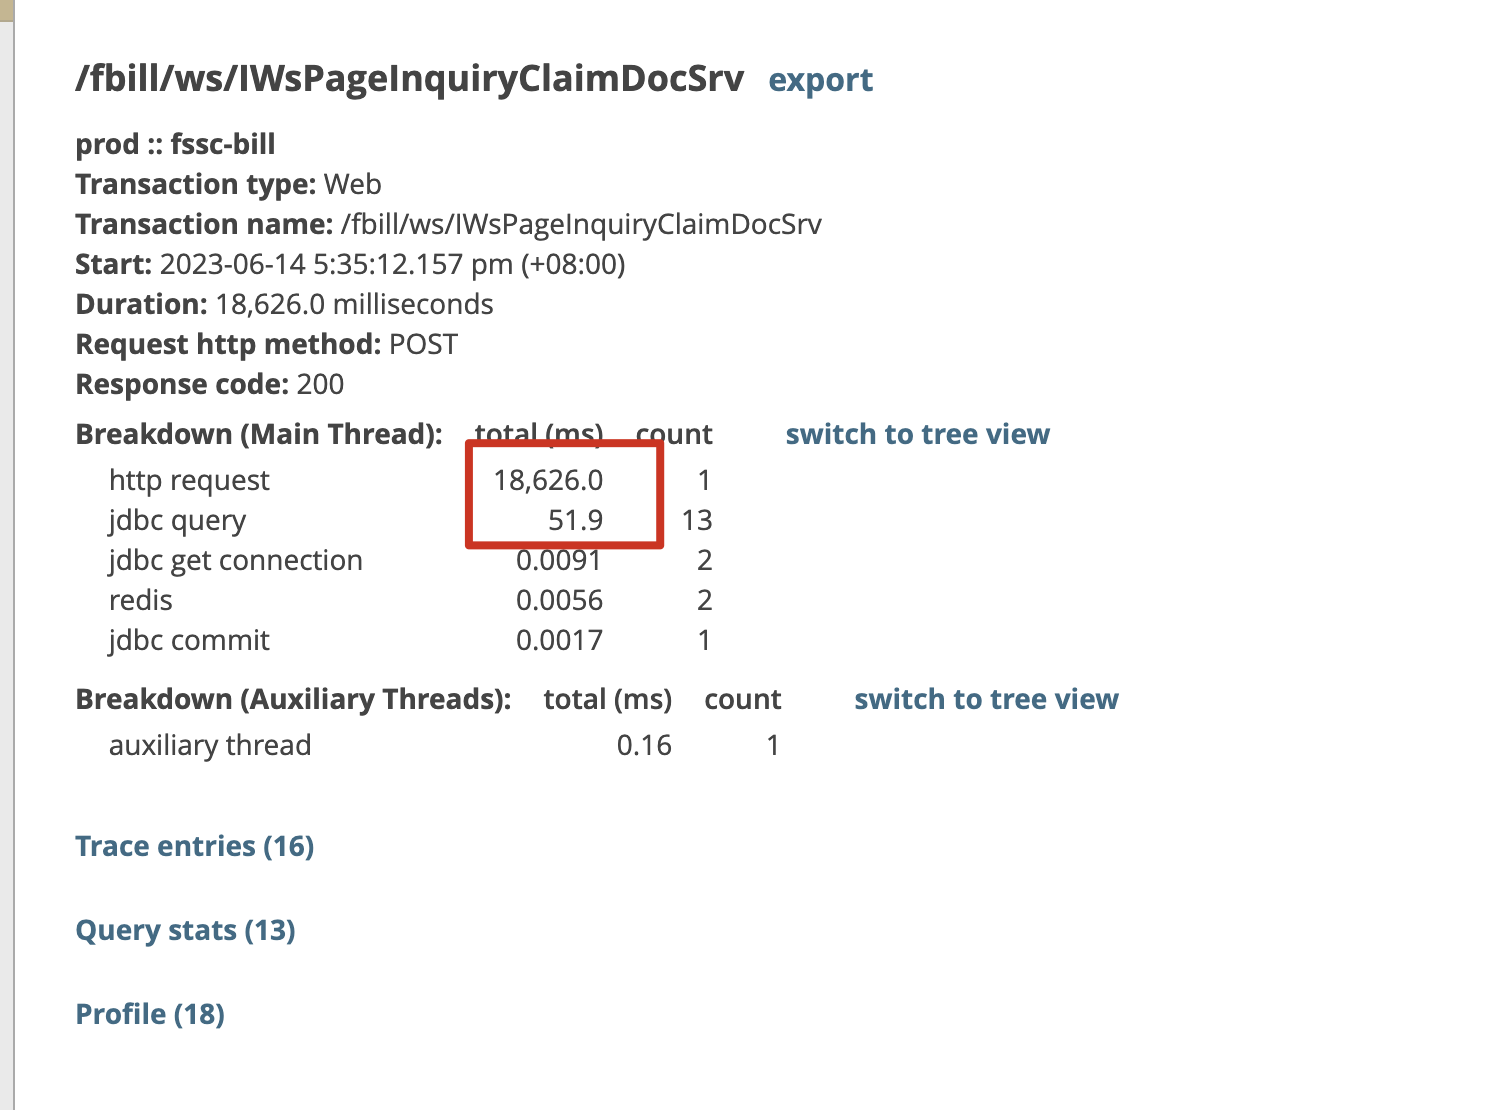 /fbill/ws/IWsPageInquiryClaimDocSrv export
prod :: fssc-bill
Transaction type: Web
Transaction name: /fbill/ws/IWsPageInquiryClaimDocSrv
Start: 2023-06-14 5:35:12.157 pm (+08:00)
Duration: 18,626.0 milliseconds
Request http method: POST
Response code: 200
Breakdown (Main Thread): total (ms) count switch to tree view
http request 18,626.0 1
jdbc query 51.9 13
jdbc get connection 0.0091 2
redis 0.0056 2
jdbc commit 0.0017 1
Breakdown (Auxiliary Threads): total (ms) count switch to tree view
auxiliary thread 0.16 1
Trace entries (16)
Query stats (13)
Profile (18)